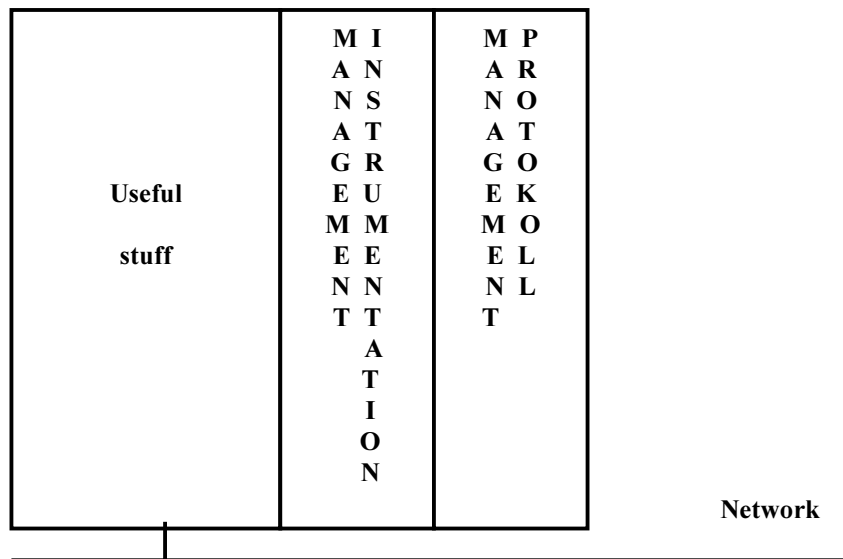 Useful
stuff
MANAGEMENT
INSTRUMENTATION
MANAGEMENT
PROTOKOLL
Network